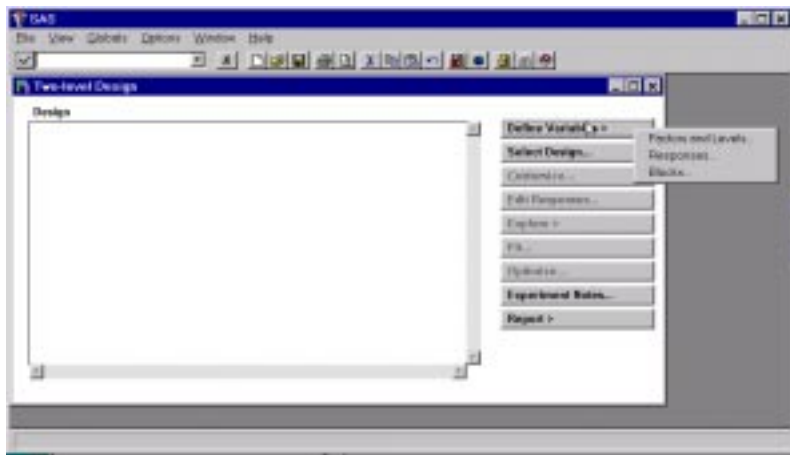 SAS
File View Globals Options Window Help
Two-level Design
Design
Define Variables >
Factors and Levels...
Responses...
Blocks...
Select Design...
Customize...
Edit Responses...
Explore >
Fit...
Optimize...
Experiment Notes...
Report >